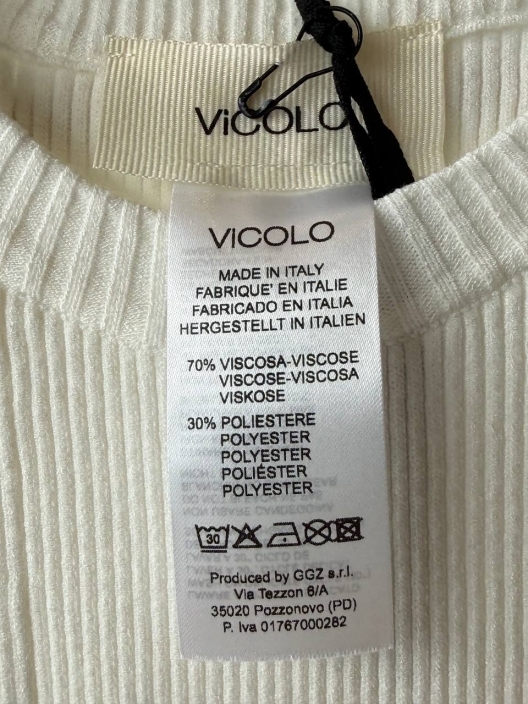 ViCOLO
VICOLO
MADE IN ITALY
FABRIQUE' EN ITALIE
FABRICADO EN ITALIA
HERGESTELLT IN ITALIEN
70% VISCOSA-VISCOSE
VISCOSE-VISCOSA
VISKOSE
30% POLIESTERE
POLYESTER
POLYESTER
POLIÉSTER
POLYESTER
30
Produced by GGZ s.r.l.
Via Tezzon 6/A
35020 Pozzonovo (PD)
P. Iva 01767000282